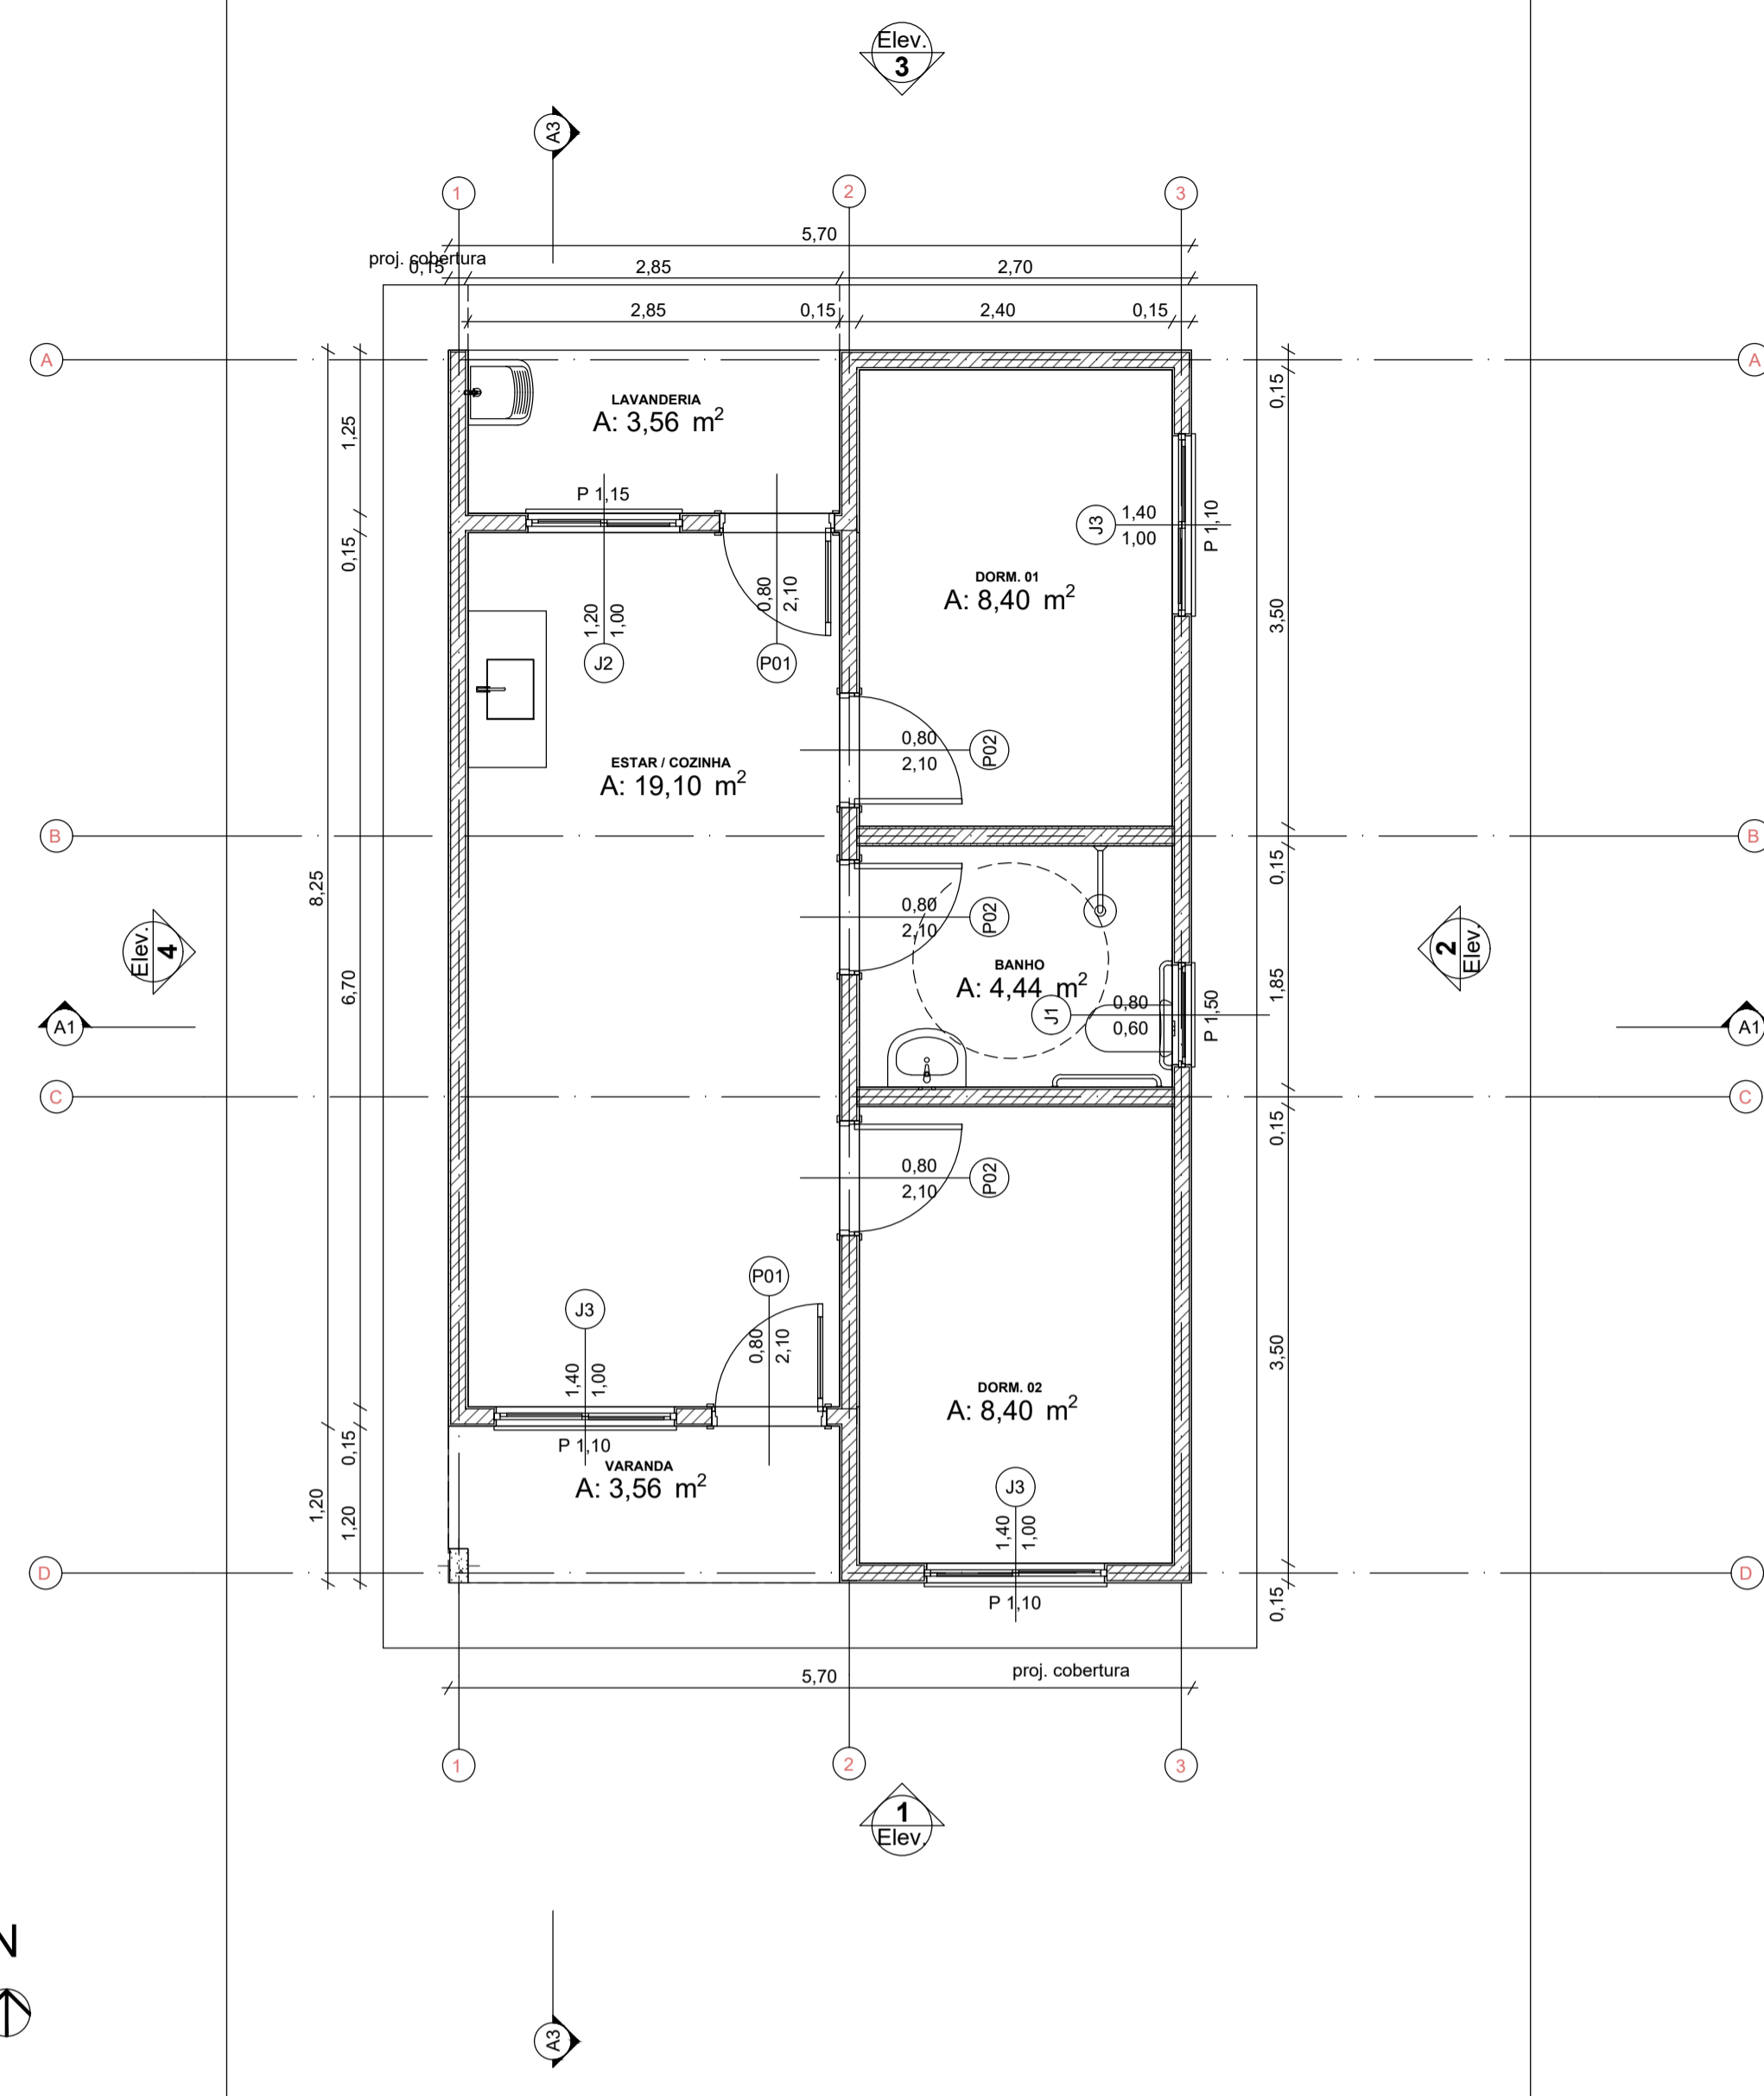 Elev.
3
A3
1
2
3
5,70
proj. cobertura
0,15
2,85
2,70
2,85
0,15
2,40
0,15
A
A
LAVANDERIA
A: 3,56 m²
0,15
1,25
P 1,15
J3
1,40
1,00
P 1,10
0,15
DORM. 01
A: 8,40 m²
0,80
2,10
1,20
1,00
3,50
J2
P01
0,80
2,10
P02
ESTAR / COZINHA
A: 19,10 m²
B
B
0,15
8,25
0,80
2,10
P02
Elev.
4
2
Elev.
BANHO
A: 4,44 m²
6,70
1,85
J1
0,80
0,60
P 1,50
A1
A1
C
C
0,15
0,80
2,10
P02
P01
J3
0,80
2,10
1,40
1,00
3,50
DORM. 02
A: 8,40 m²
P 1,10
0,15
VARANDA
A: 3,56 m²
J3
1,20
1,20
1,40
1,00
D
D
P 1,10
0,15
proj. cobertura
5,70
1
2
3
1
Elev.
N
A3